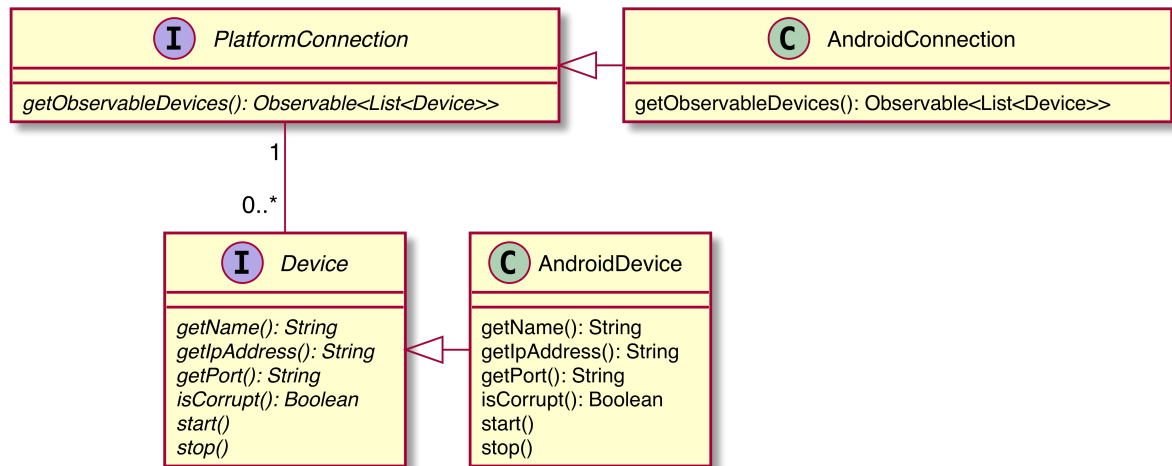 I PlatformConnection
getObservableDevices(): Observable<List<Device>>
C AndroidConnection
getObservableDevices(): Observable<List<Device>>
1
0..*
I Device
getName(): String
getIpAddress(): String
getPort(): String
isCorrupt(): Boolean
start()
stop()
C AndroidDevice
getName(): String
getIpAddress(): String
getPort(): String
isCorrupt(): Boolean
start()
stop()